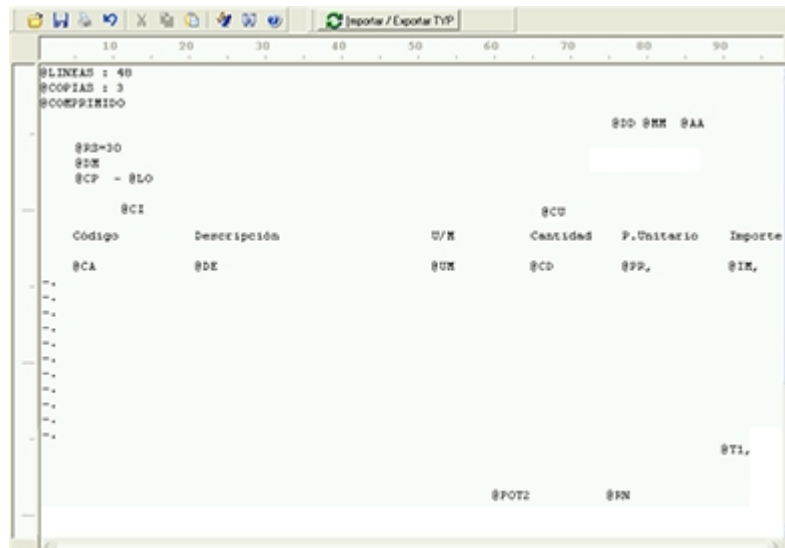 Importar / Exportar TYP
10 20 30 40 50 60 70 80 90
@LINEAS : 48
@COPIAS : 3
@COMPRIMIDO
@DD @MM @AA
@RS=30
@DM
@CP - @LO
@CI @CU
Código Descripción U/M Cantidad P.Unitario Importe
@CA @DE @UM @CD @PR, @IM,
-.
-.
-.
-.
-.
-.
-.
-.
-.
-.
-.
@T1,
@POT2 @RN